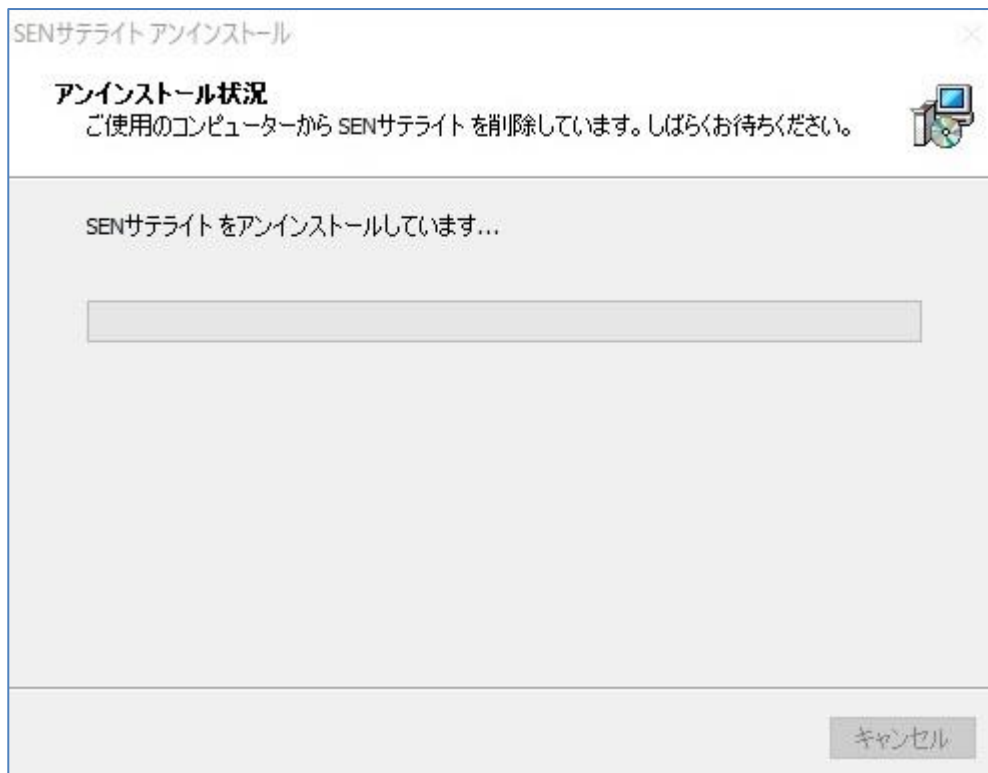 SENサテライト アンインストール
アンインストール状況
ご使用のコンピューターから SENサテライト を削除しています。しばらくお待ちください。
SENサテライト をアンインストールしています...
キャンセル